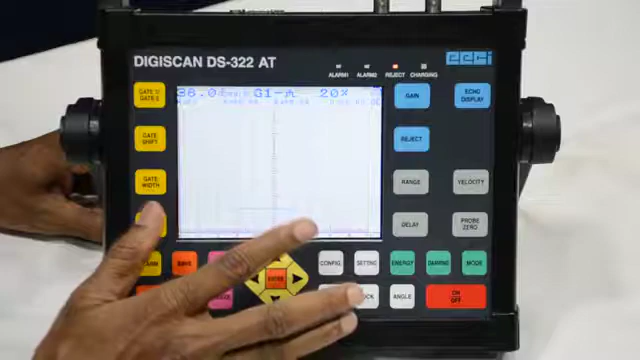 DIGISCAN DS-322 AT
eeci
ALARM1 ALARM2 REJECT CHARGING
38.0 G1-A 20%
GATE 1/
GATE 2
GAIN
ECHO
DISPLAY
GATE
SHIFT
REJECT
GATE
WIDTH
RANGE
VELOCITY
DELAY
PROBE
ZERO
CONFIG
SETTING
ENERGY
DAMPING
MODE
ENTER
ANGLE
ON
OFF